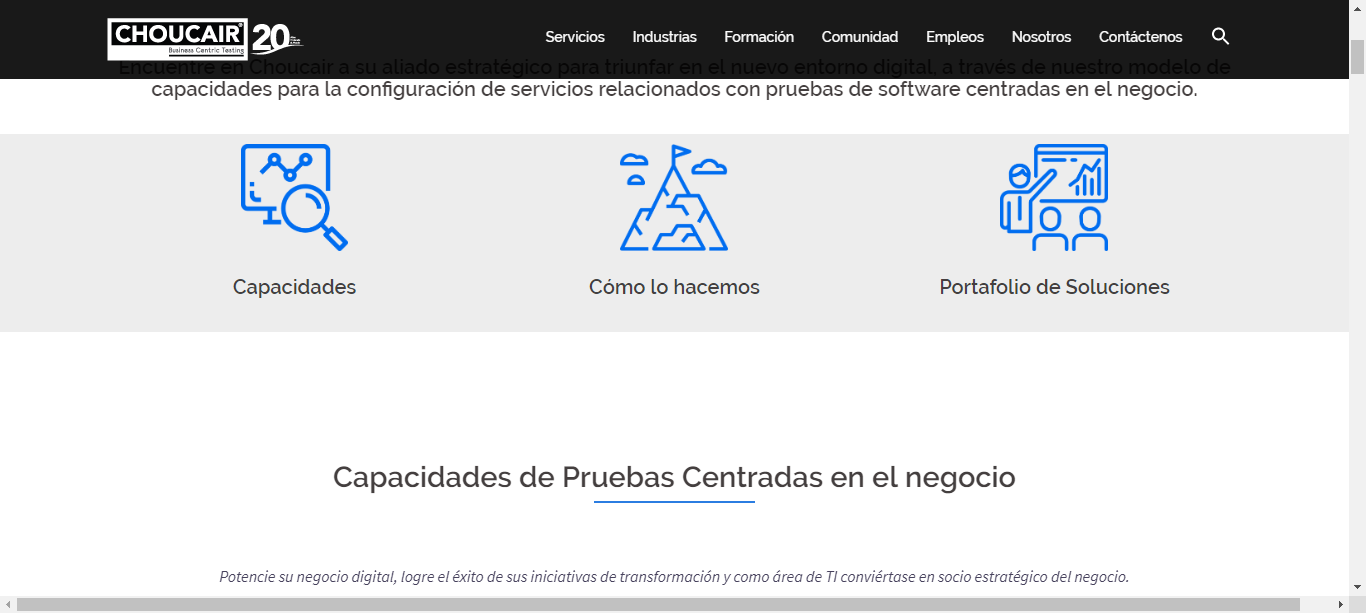 CHOUCAIR®
Business Centric Testing
20
Servicios Industrias Formación Comunidad Empleos Nosotros Contáctenos
Encuentre en Choucair a su aliado estratégico para triunfar en el nuevo entorno digital, a través de nuestro modelo de
capacidades para la configuración de servicios relacionados con pruebas de software centradas en el negocio.
Capacidades
Cómo lo hacemos
Portafolio de Soluciones
Capacidades de Pruebas Centradas en el negocio
Potencie su negocio digital, logre el éxito de sus iniciativas de transformación y como área de TI conviértase en socio estratégico del negocio.